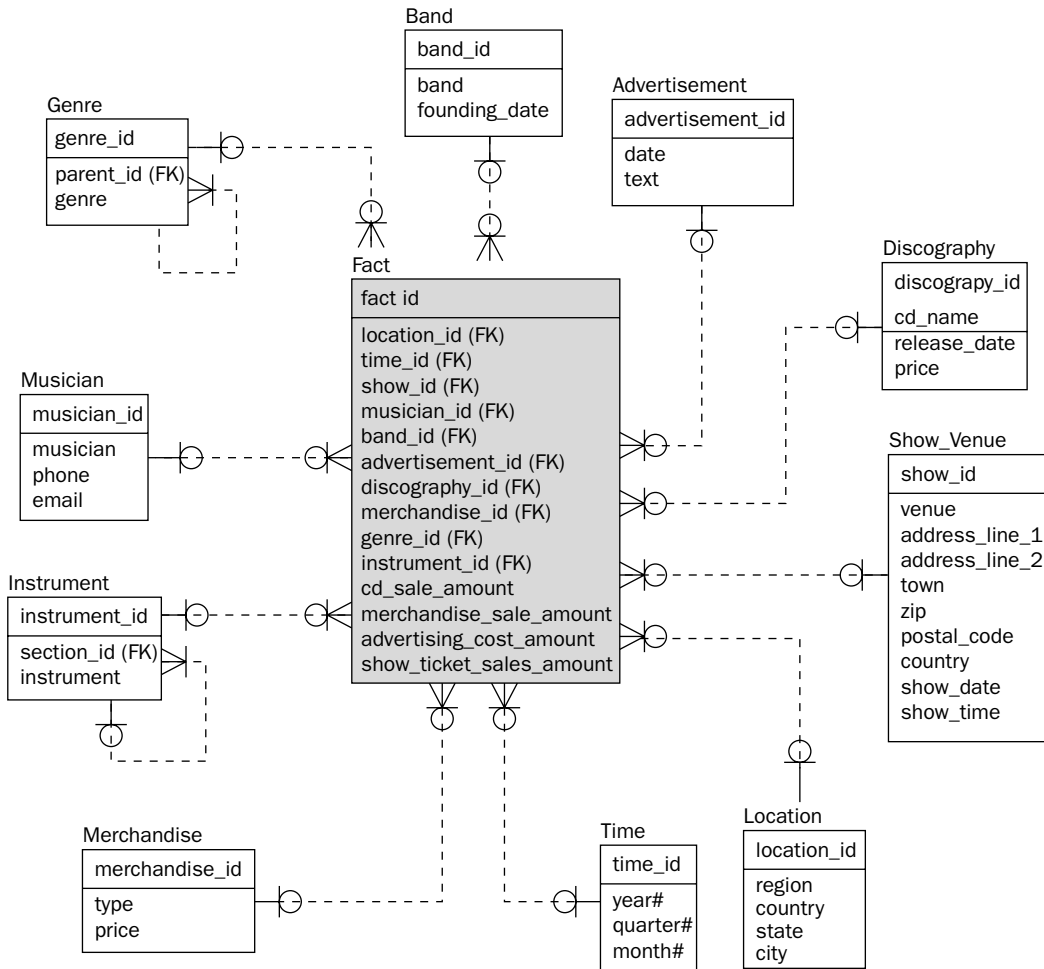 Band
band_id
band
founding_date
Advertisement
advertisement_id
date
text
Genre
genre_id
parent_id (FK)
genre
Discography
discograpy_id
cd_name
release_date
price
Fact
fact id
location_id (FK)
time_id (FK)
show_id (FK)
musician_id (FK)
band_id (FK)
advertisement_id (FK)
discography_id (FK)
merchandise_id (FK)
genre_id (FK)
instrument_id (FK)
cd_sale_amount
merchandise_sale_amount
advertising_cost_amount
show_ticket_sales_amount
Musician
musician_id
musician
phone
email
Show_Venue
show_id
venue
address_line_1
address_line_2
town
zip
postal_code
country
show_date
show_time
Instrument
instrument_id
section_id (FK)
instrument
Merchandise
merchandise_id
type
price
Time
time_id
year#
quarter#
month#
Location
location_id
region
country
state
city